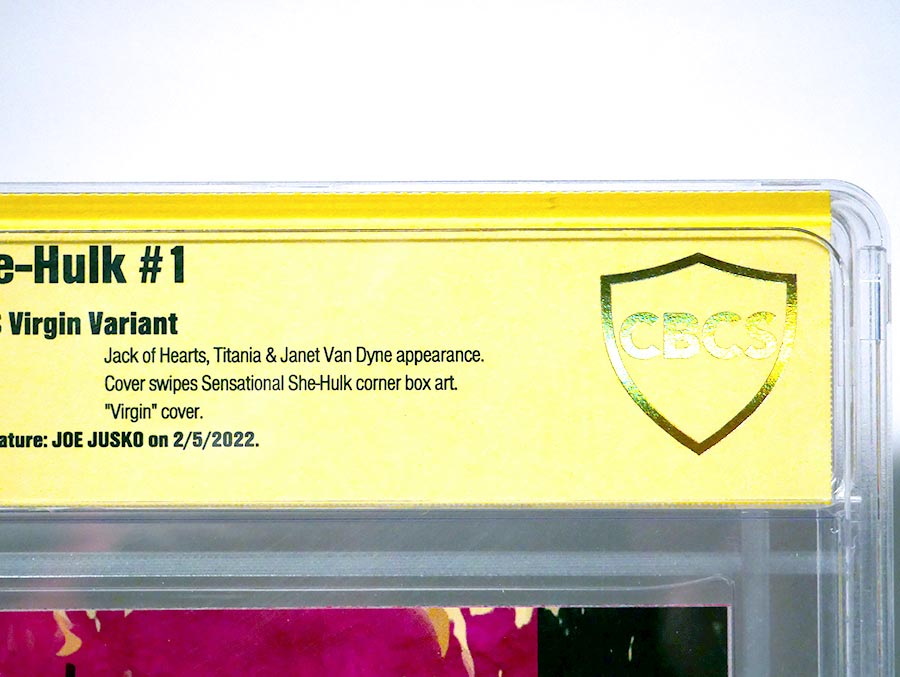 e-Hulk #1
Virgin Variant
Jack of Hearts, Titania & Janet Van Dyne appearance.
Cover swipes Sensational She-Hulk corner box art.
"Virgin" cover.
ature: JOE JUSKO on 2/5/2022.
CBCS